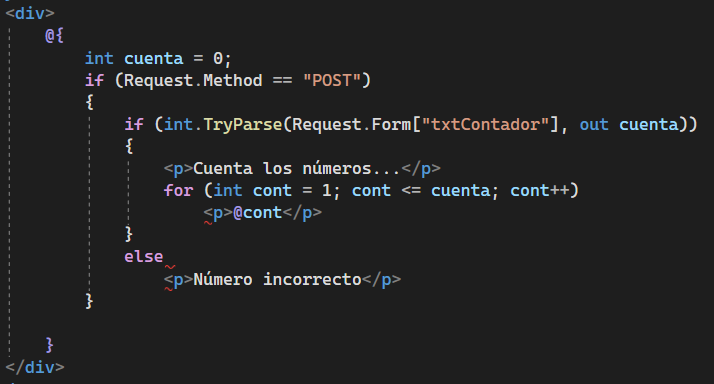 <div>
    @{
        int cuenta = 0;
        if (Request.Method == "POST")
        {
            if (int.TryParse(Request.Form["txtContador"], out cuenta))
            {
                <p>Cuenta los números...</p>
                for (int cont = 1; cont <= cuenta; cont++)
                    <p>@cont</p>
            }
            else
                <p>Número incorrecto</p>
        }

    }
</div>